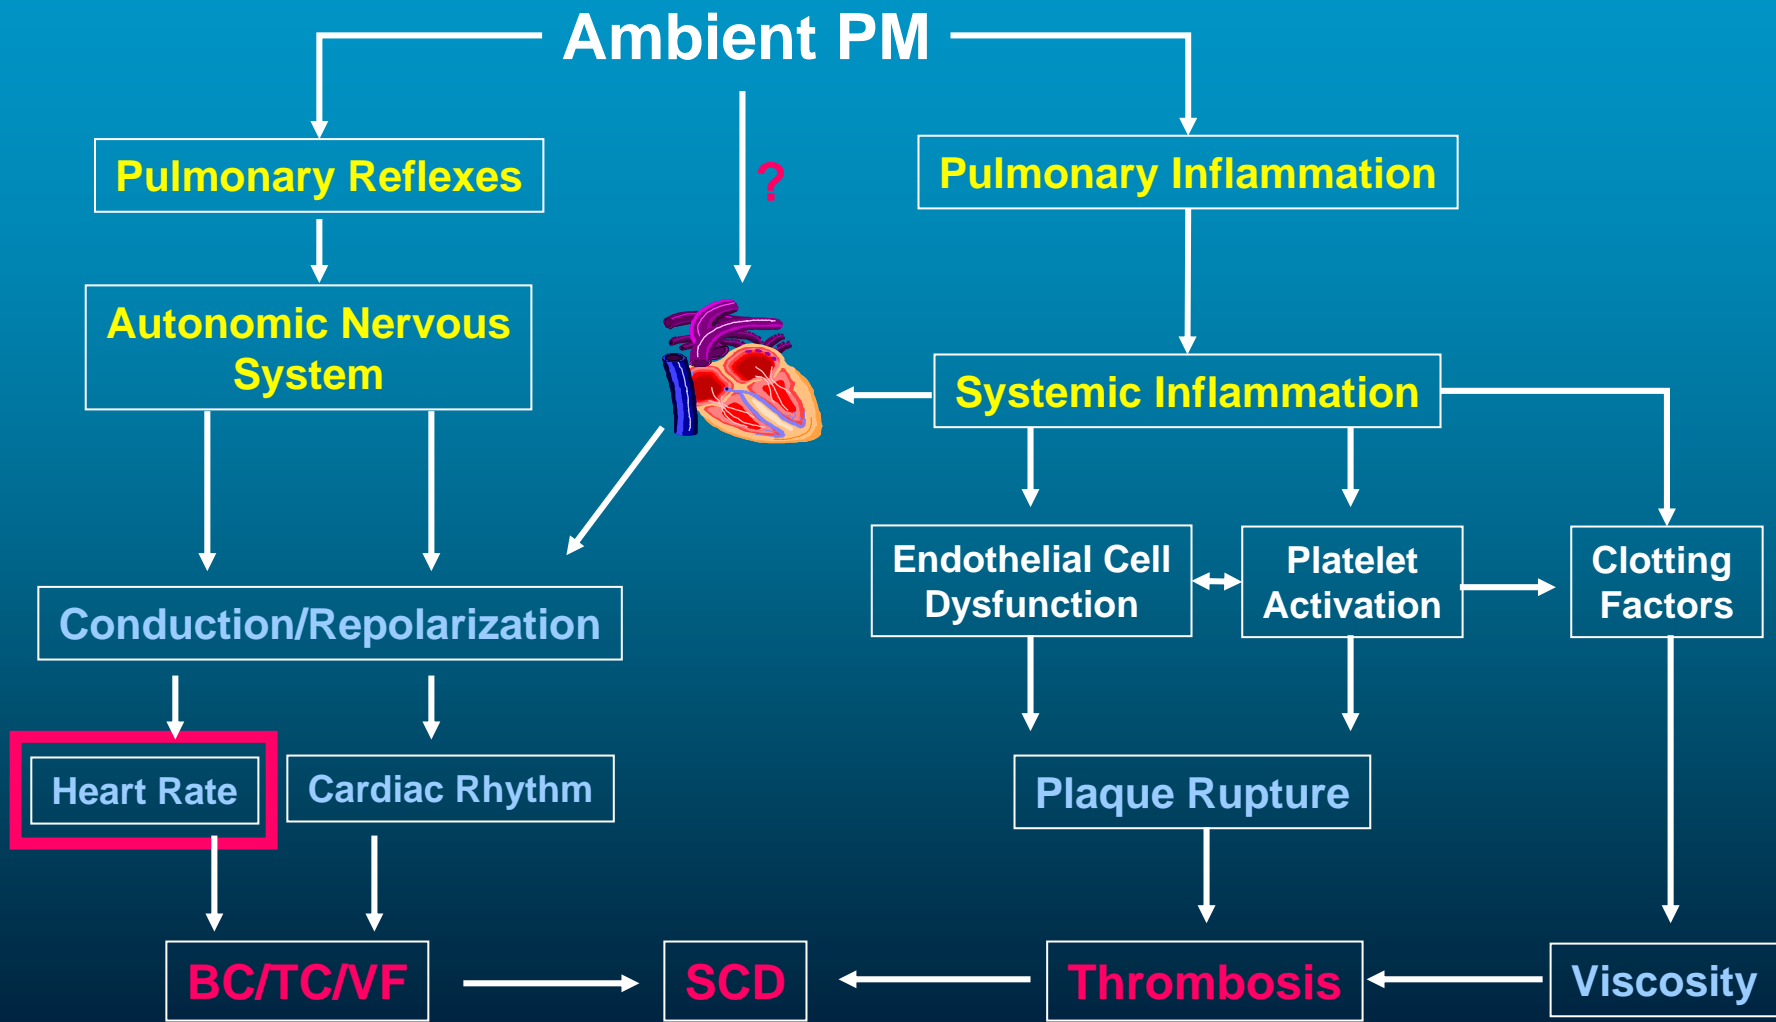 Ambient PM
Pulmonary Reflexes
?
Pulmonary Inflammation
Autonomic Nervous
System
Systemic Inflammation
Endothelial Cell
Dysfunction
Platelet
Activation
Clotting
Factors
Conduction/Repolarization
Heart Rate
Cardiac Rhythm
Plaque Rupture
BC/TC/VF
SCD
Thrombosis
Viscosity